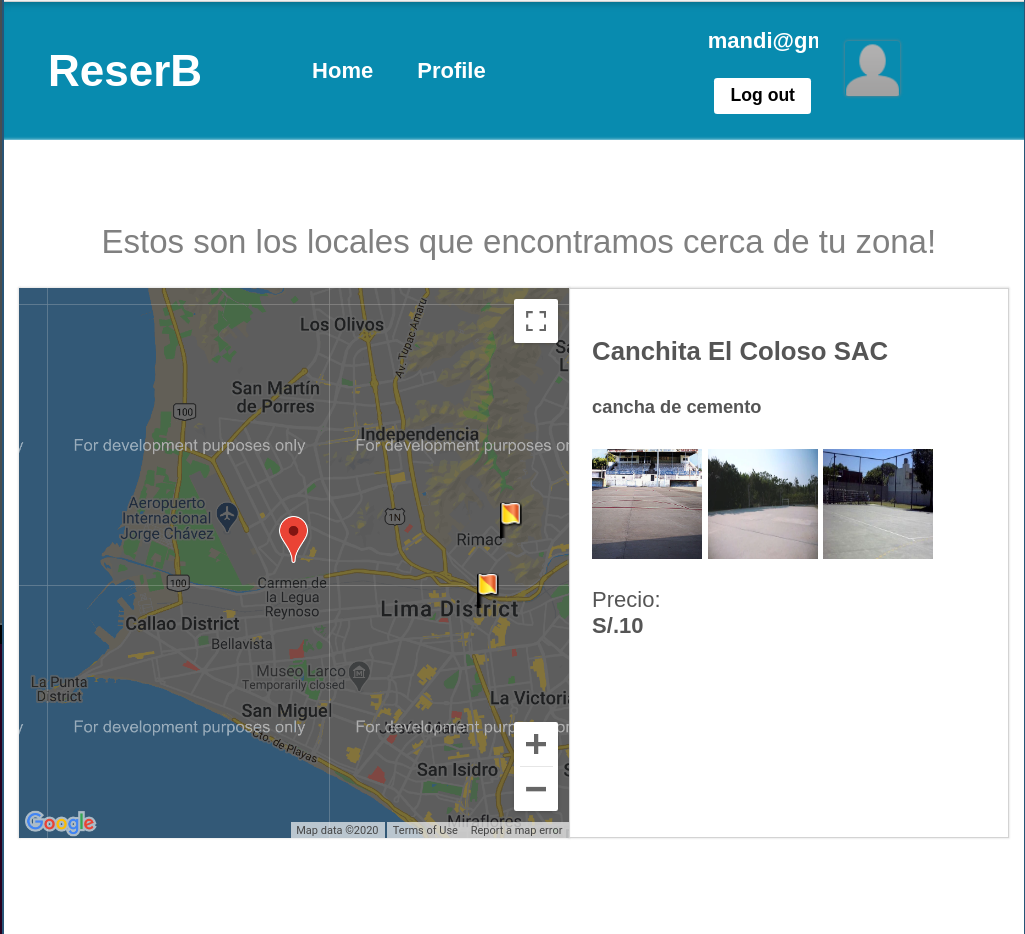 mandi@gn
ReserB
Home
Profile
Log out
Estos son los locales que encontramos cerca de tu zona!
Los Olivos
Av. Tupac Amaru
San Martín
de Porres
100
Independencia
For development purposes only
For development purposes or
Aeropuerto
Internacional
Jorge Chávez
1N
Rimac
100
Carmen de
la Legua
Reynoso
Lima District
Callao District
Bellavista
Museo Larco
Temporarily closed
La Punta
District
La Victoria
San Miguel
For development purposes only
For development purp
Cto. de Playas
San Isidro
Miraflores
Google
Map data ©2020
Terms of Use
Report a map error
Canchita El Coloso SAC
cancha de cemento
Precio:
S/.10